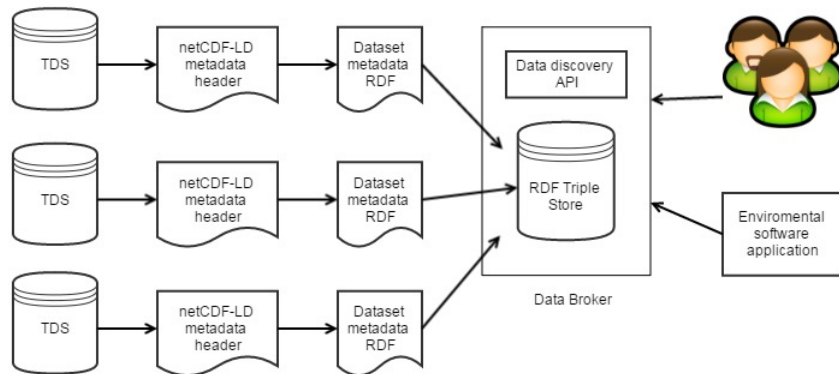 TDS
netCDF-LD
metadata
header
Dataset
metadata
RDF
Data discovery
API
TDS
netCDF-LD
metadata
header
Dataset
metadata
RDF
RDF Triple
Store
Enviromental
software
application
Data Broker
TDS
netCDF-LD
metadata
header
Dataset
metadata
RDF